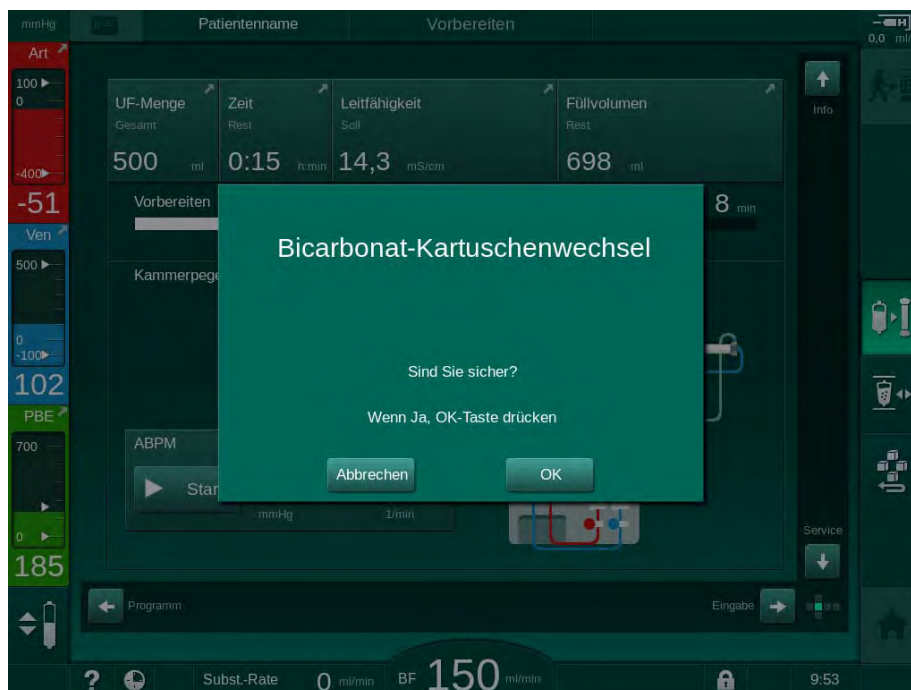 mmHg Patientenname Vorbereiten
0,0 ml/
Art
100
0
-400
-51
Ven
500
0
-100
102
PBE
700
0
185
UF-Menge Zeit Leitfähigkeit Füllvolumen
Gesamt Rest Soll Rest
500 ml 0:15 h:min 14,3 mS/cm 698 ml
Info
Vorbereiten 8 min
Kammerpege
Bicarbonat-Kartuschenwechsel
Sind Sie sicher?
Wenn Ja, OK-Taste drücken
Abbrechen OK
ABPM
Star
mmHg 1/min
Service
Programm Eingabe
? Subst.-Rate 0 ml/min BF 150 ml/min 9:53